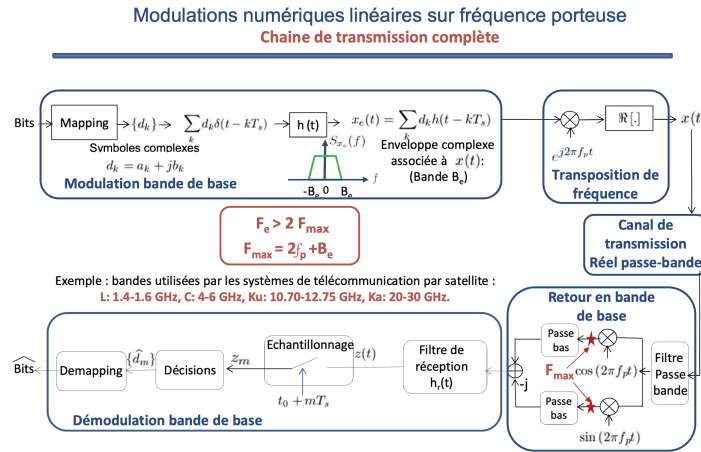 Modulations numériques linéaires sur fréquence porteuse
Chaine de transmission complète
Bits
Mapping
{d_k}
∑_k d_k δ(t − kT_s)
h (t)
x_e(t) = ∑_k d_k h(t − kT_s)
Symboles complexes
d_k = a_k + jb_k
Modulation bande de base
S_{x_e}(f)
-B_e 0 B_e f
Enveloppe complexe
associée à x(t):
(Bande B_e)
e^{j2πf_p t}
ℜ[.]
x(t
Transposition de
fréquence
F_e > 2 F_max
F_max = 2f_p +B_e
Canal de
transmission
Réel passe-bande
Exemple : bandes utilisées par les systèmes de télécommunication par satellite :
L: 1.4-1.6 GHz, C: 4-6 GHz, Ku: 10.70-12.75 GHz, Ka: 20-30 GHz.
Retour en bande
de base
Filtre
Passe
bande
Passe
bas
F_max
cos (2πf_p t)
-j
Passe
bas
sin (2πf_p t)
Filtre de
réception
h_r(t)
z(t)
Echantillonnage
t_0 + mT_s
z_m
Décisions
{d̂_m}
Demapping
B̂its
Démodulation bande de base